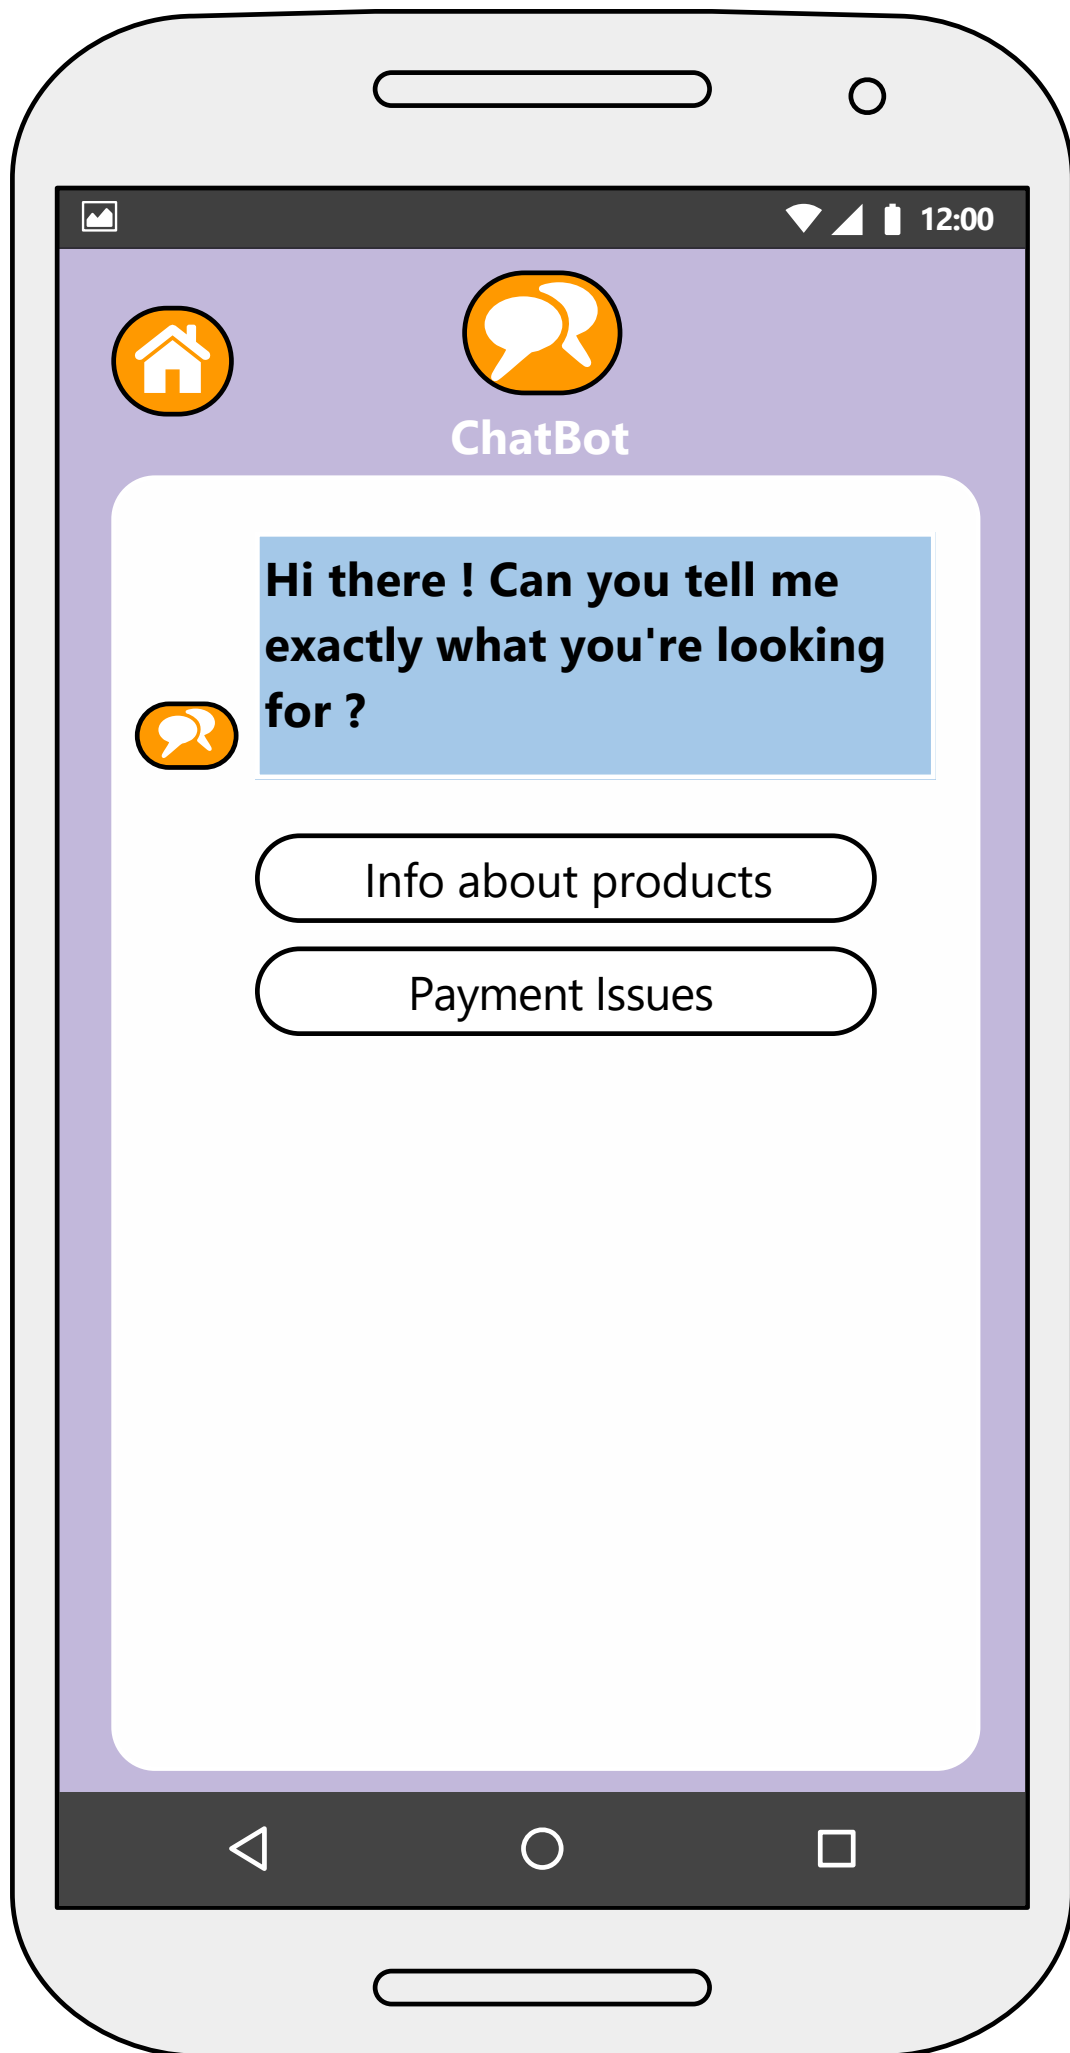 12:00
ChatBot
Hi there ! Can you tell me
exactly what you're looking
for ?
Info about products
Payment Issues